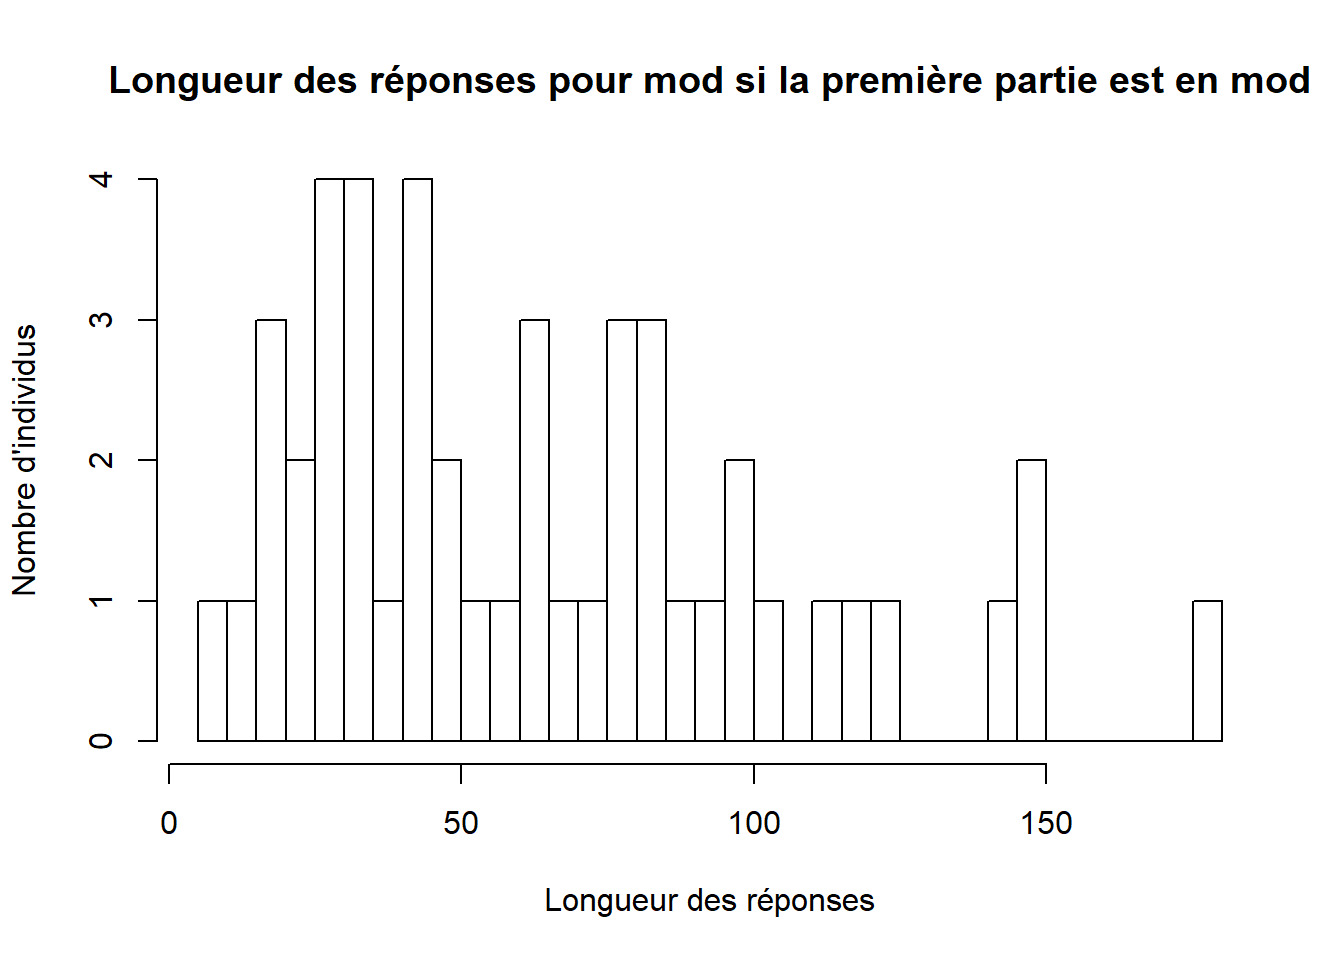 Longueur des réponses pour mod si la première partie est en mod
Nombre d'individus
4
3
2
1
0
0 50 100 150
Longueur des réponses